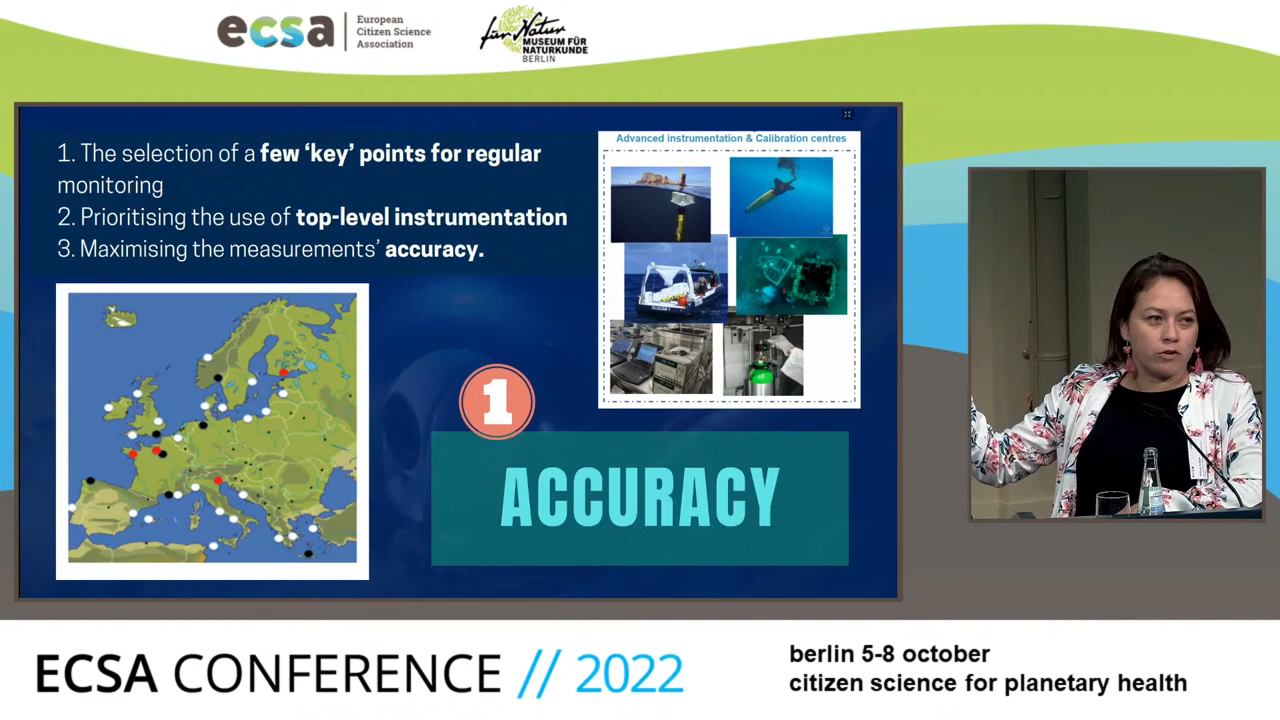 ecsa
European
Citizen Science
Association
für Natur
MUSEUM FÜR
NATURKUNDE
BERLIN
1. The selection of a few ‘key’ points for regular
monitoring
2. Prioritising the use of top-level instrumentation
3. Maximising the measurements’ accuracy.
Advanced instrumentation & Calibration centres
1
ACCURACY
ECSA CONFERENCE // 2022
berlin 5-8 october
citizen science for planetary health